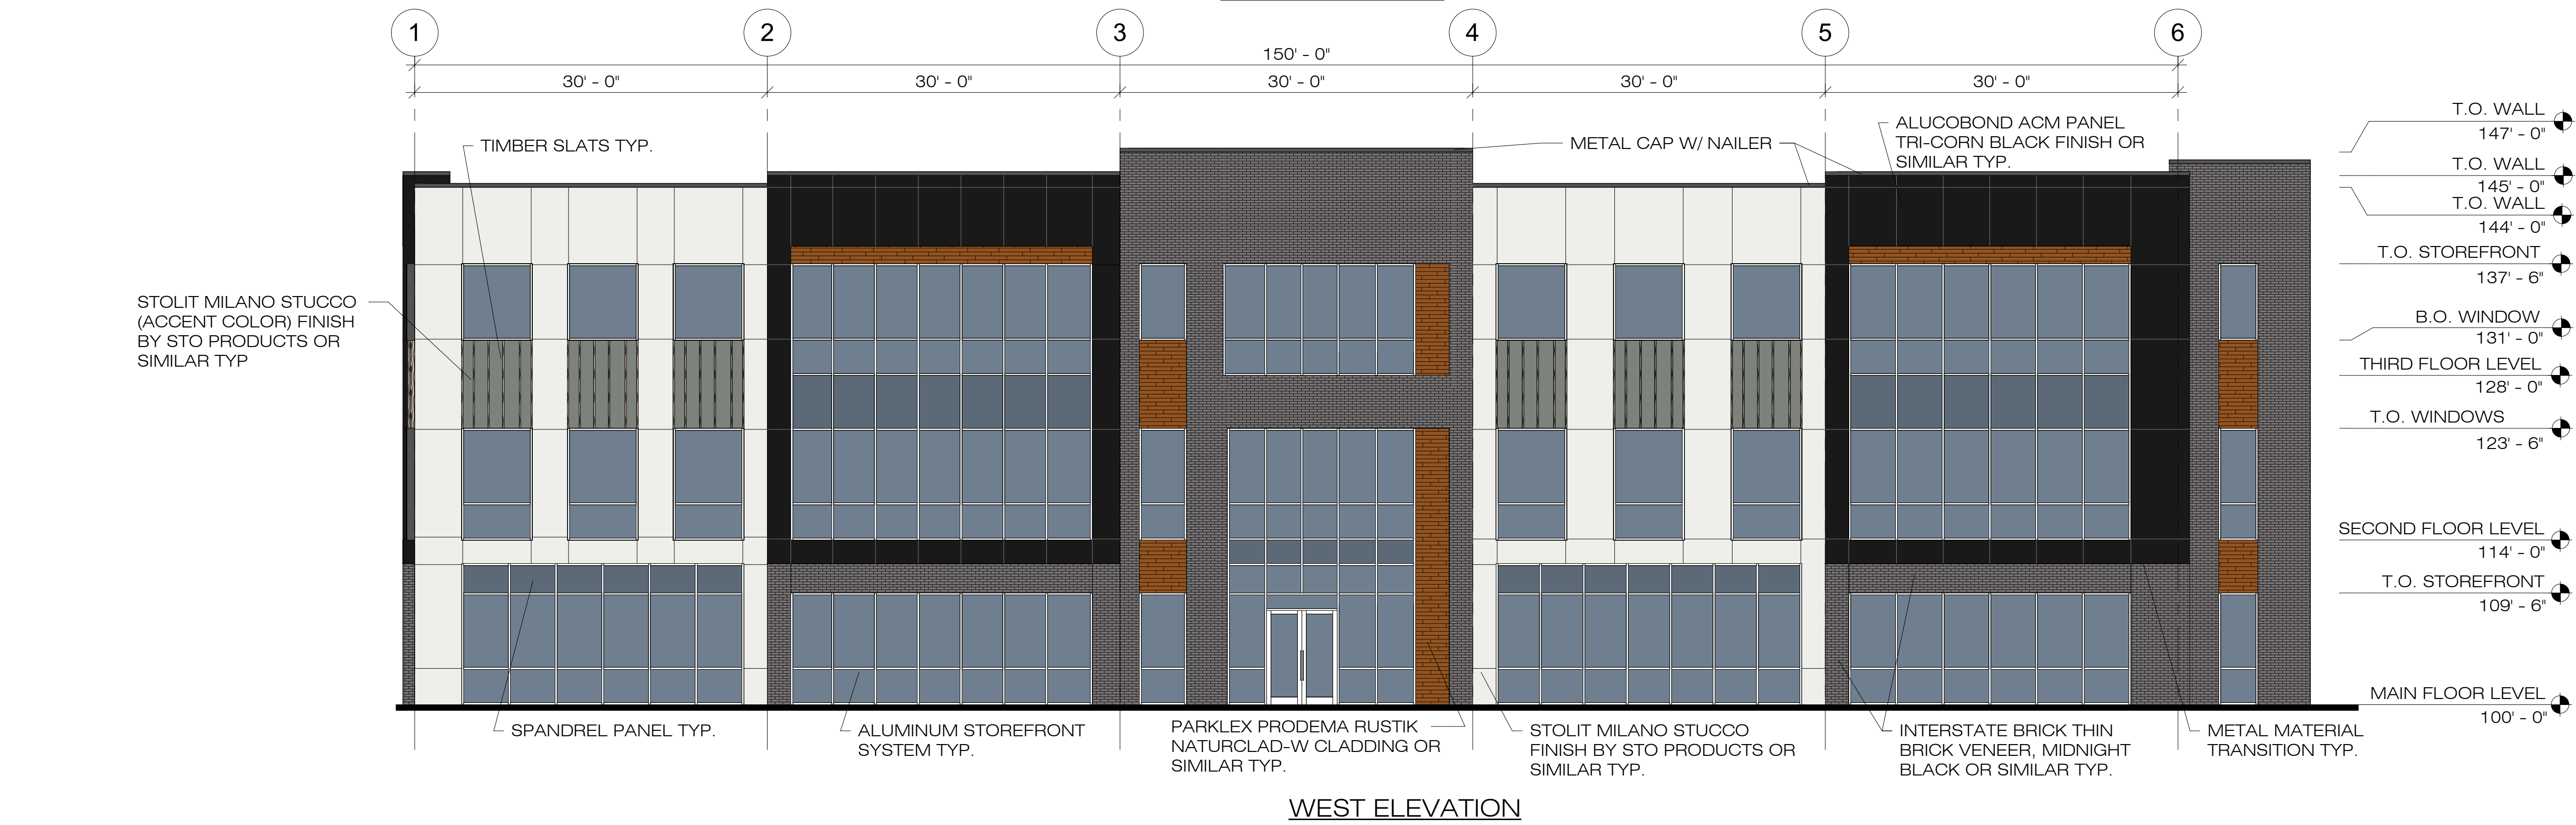 1 2 3 4 5 6
150' - 0"
30' - 0" 30' - 0" 30' - 0" 30' - 0" 30' - 0"
TIMBER SLATS TYP.
METAL CAP W/ NAILER
ALUCOBOND ACM PANEL
TRI-CORN BLACK FINISH OR
SIMILAR TYP.
T.O. WALL
147' - 0"
T.O. WALL
145' - 0"
T.O. WALL
144' - 0"
T.O. STOREFRONT
137' - 6"
B.O. WINDOW
131' - 0"
THIRD FLOOR LEVEL
128' - 0"
T.O. WINDOWS
123' - 6"
SECOND FLOOR LEVEL
114' - 0"
T.O. STOREFRONT
109' - 6"
MAIN FLOOR LEVEL
100' - 0"
STOLIT MILANO STUCCO
(ACCENT COLOR) FINISH
BY STO PRODUCTS OR
SIMILAR TYP
SPANDREL PANEL TYP.
ALUMINUM STOREFRONT
SYSTEM TYP.
PARKLEX PRODEMA RUSTIK
NATURCLAD-W CLADDING OR
SIMILAR TYP.
STOLIT MILANO STUCCO
FINISH BY STO PRODUCTS OR
SIMILAR TYP.
INTERSTATE BRICK THIN
BRICK VENEER, MIDNIGHT
BLACK OR SIMILAR TYP.
METAL MATERIAL
TRANSITION TYP.
WEST ELEVATION